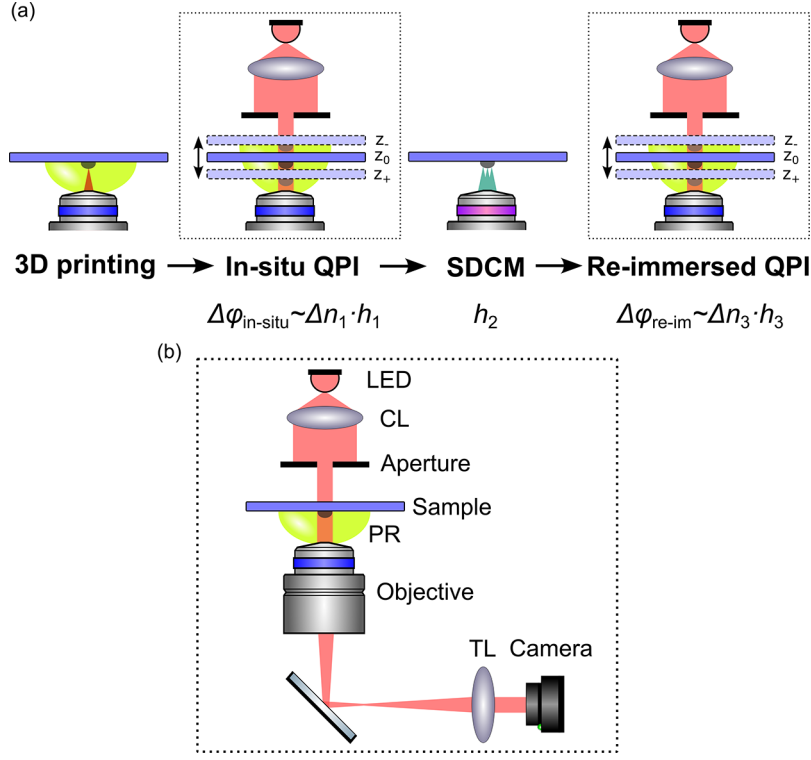 (a)
z₋
z₀
z₊
z₋
z₀
z₊
3D printing
In-situ QPI
SDCM
Re-immersed QPI
Δφin-situ~Δn₁·h₁
h₂
Δφre-im~Δn₃·h₃
(b)
LED
CL
Aperture
Sample
PR
Objective
TL Camera